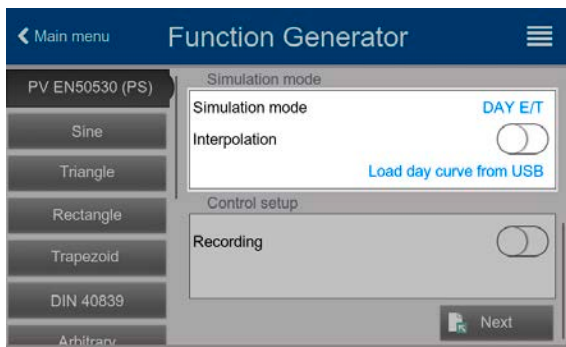 Main menu
Function Generator
PV EN50530 (PS)
Sine
Triangle
Rectangle
Trapezoid
DIN 40839
Arbitrary
Simulation mode
Simulation mode DAY E/T
Interpolation
Load day curve from USB
Control setup
Recording
Next